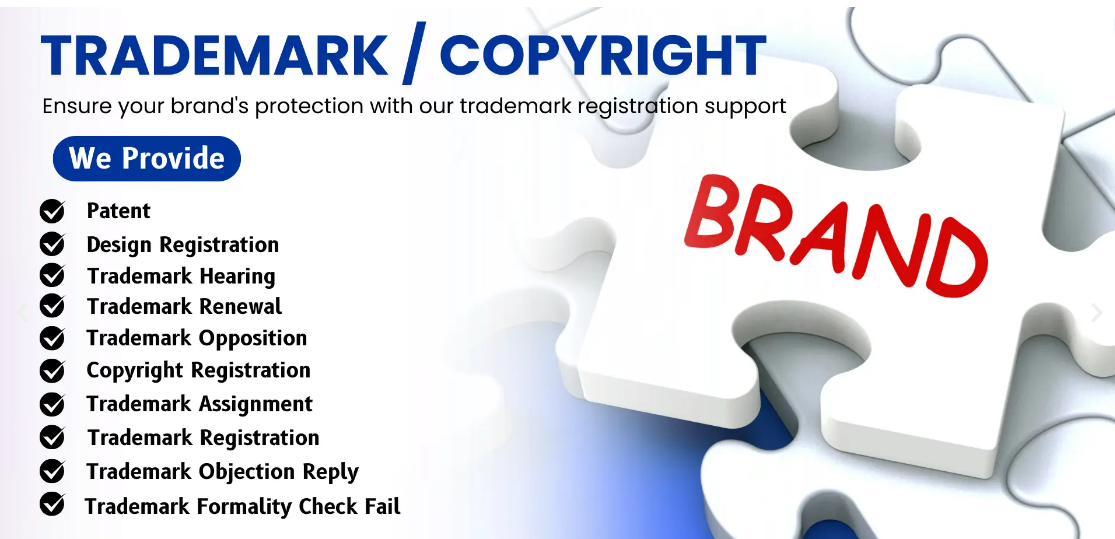 TRADEMARK / COPYRIGHT
Ensure your brand's protection with our trademark registration support
We Provide
Patent
Design Registration
Trademark Hearing
Trademark Renewal
Trademark Opposition
Copyright Registration
Trademark Assignment
Trademark Registration
Trademark Objection Reply
Trademark Formality Check Fail
BRAND